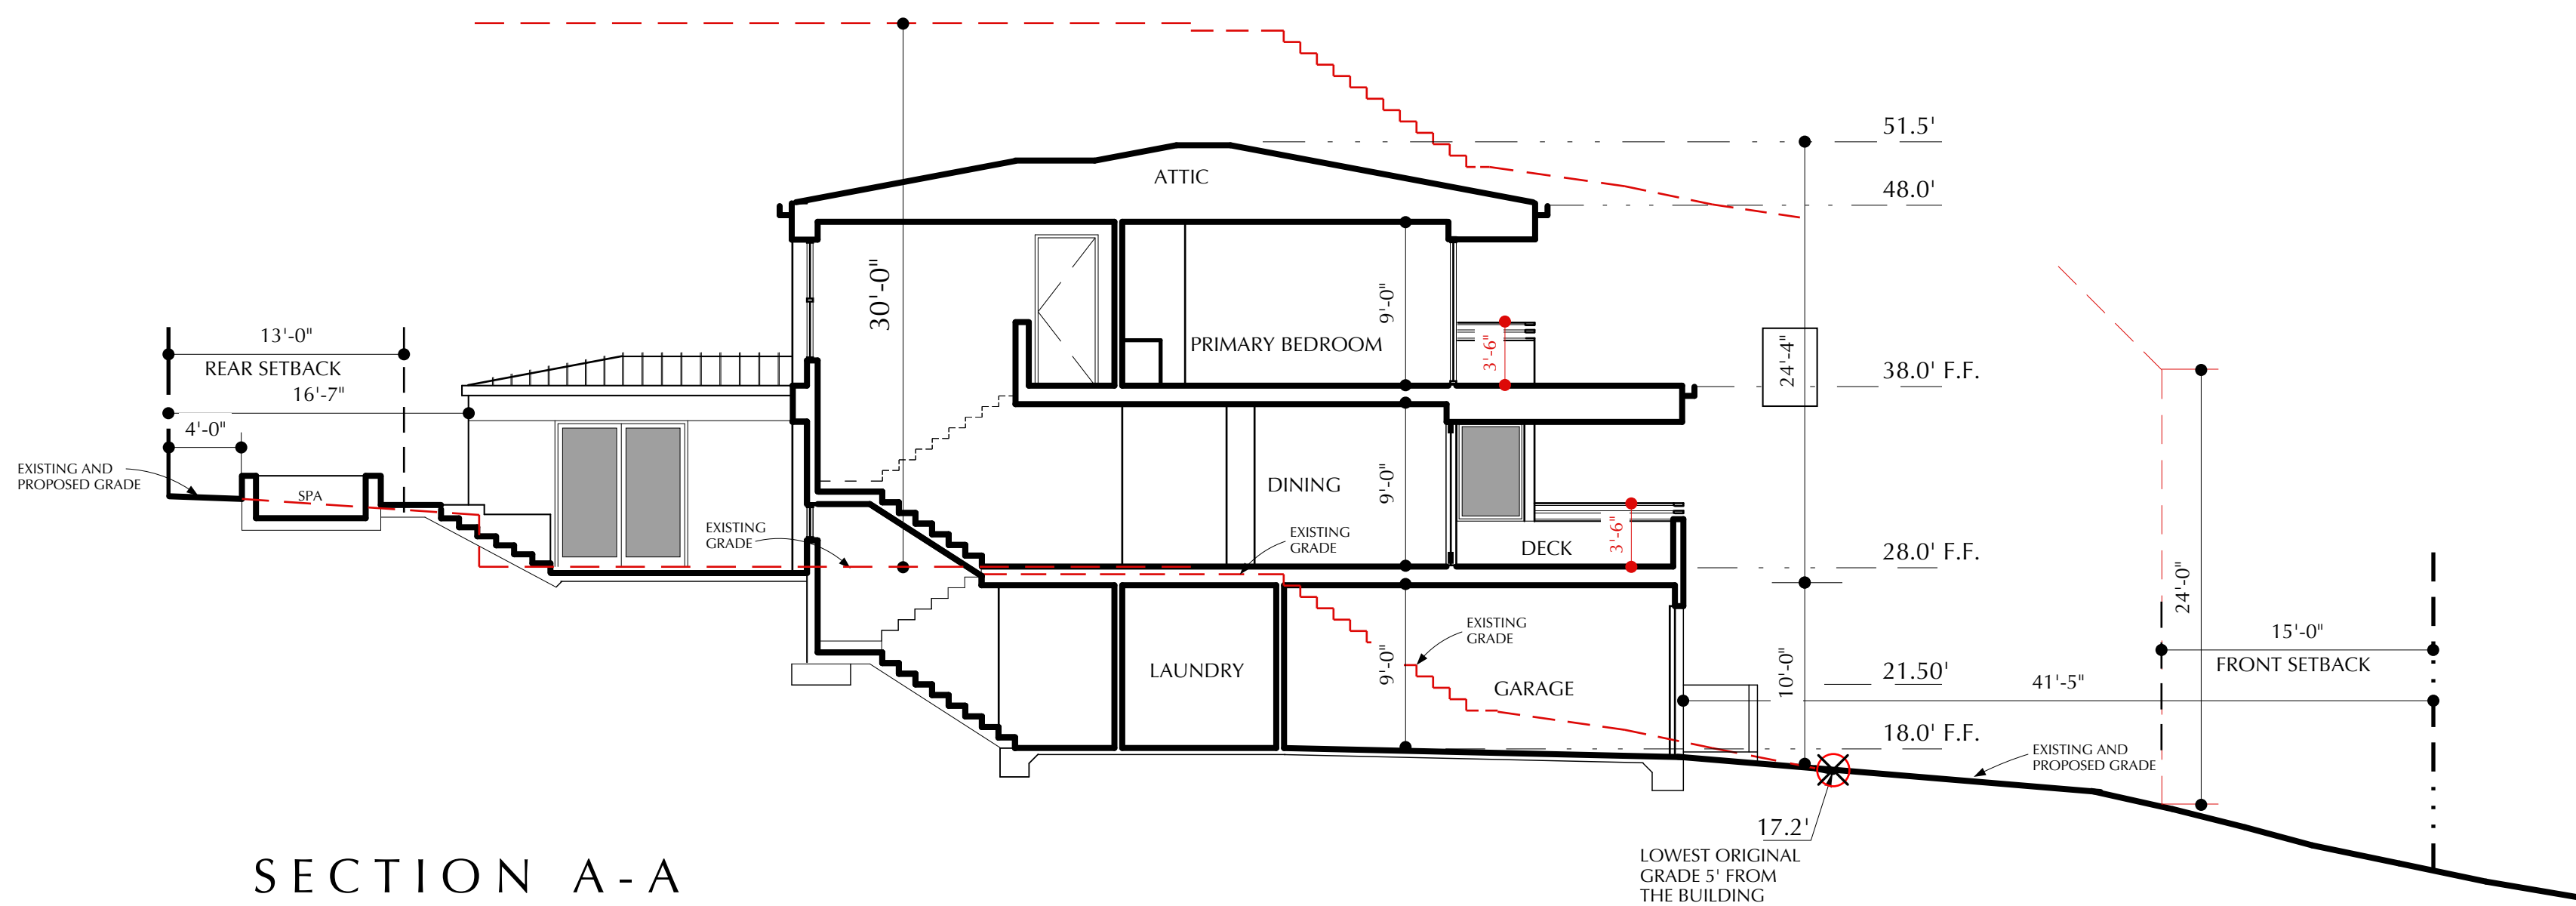 51.5'
ATTIC
48.0'
30'-0"
9'-0"
13'-0"
REAR SETBACK
PRIMARY BEDROOM
3'-6"
24'-4"
38.0' F.F.
16'-7"
4'-0"
EXISTING AND
PROPOSED GRADE
SPA
DINING
9'-0"
EXISTING
GRADE
EXISTING
GRADE
DECK
3'-6"
28.0' F.F.
24'-0"
EXISTING
GRADE
15'-0"
FRONT SETBACK
LAUNDRY
9'-0"
GARAGE
10'-0"
21.50'
41'-5"
18.0' F.F.
EXISTING AND
PROPOSED GRADE
17.2'
LOWEST ORIGINAL
GRADE 5' FROM
THE BUILDING
SECTION A-A